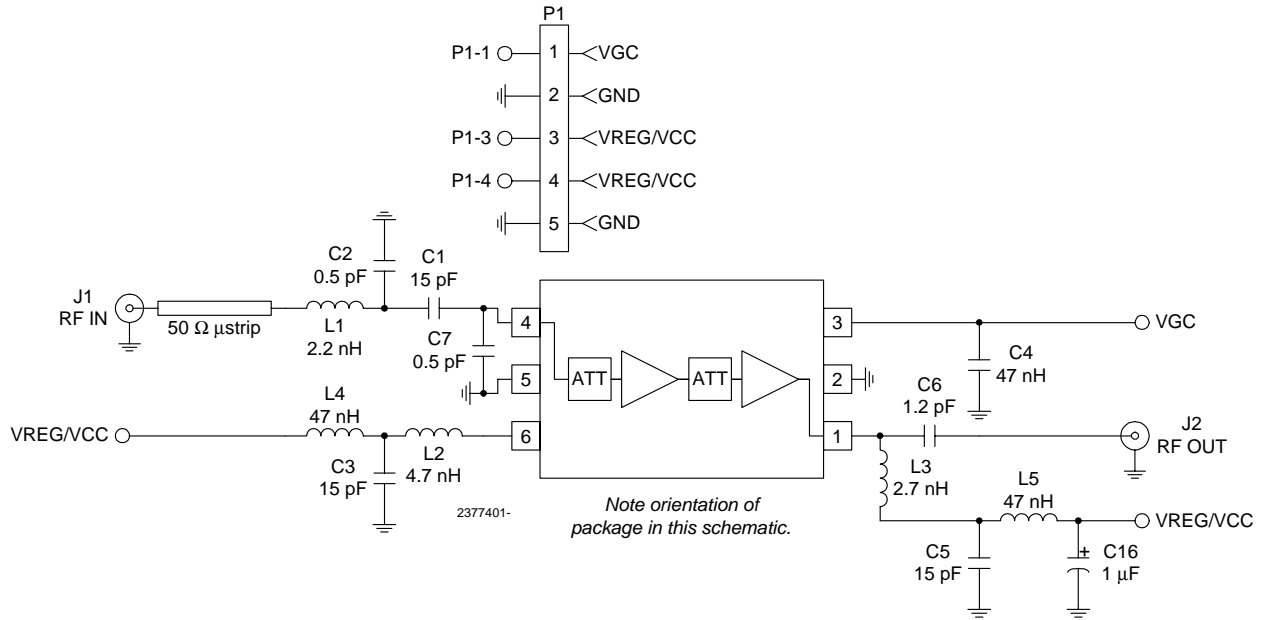 P1
P1-1
1
VGC
2
GND
P1-3
3
VREG/VCC
P1-4
4
VREG/VCC
5
GND
C2
0.5 pF
C1
15 pF
J1
RF IN
50 Ω µstrip
L1
2.2 nH
C7
0.5 pF
4
5
6
ATT
ATT
3
2
1
VGC
C4
47 nH
C6
1.2 pF
J2
RF OUT
VREG/VCC
L4
47 nH
C3
15 pF
L2
4.7 nH
2377401-
Note orientation of
package in this schematic.
L3
2.7 nH
L5
47 nH
VREG/VCC
C5
15 pF
+
C16
1 µF